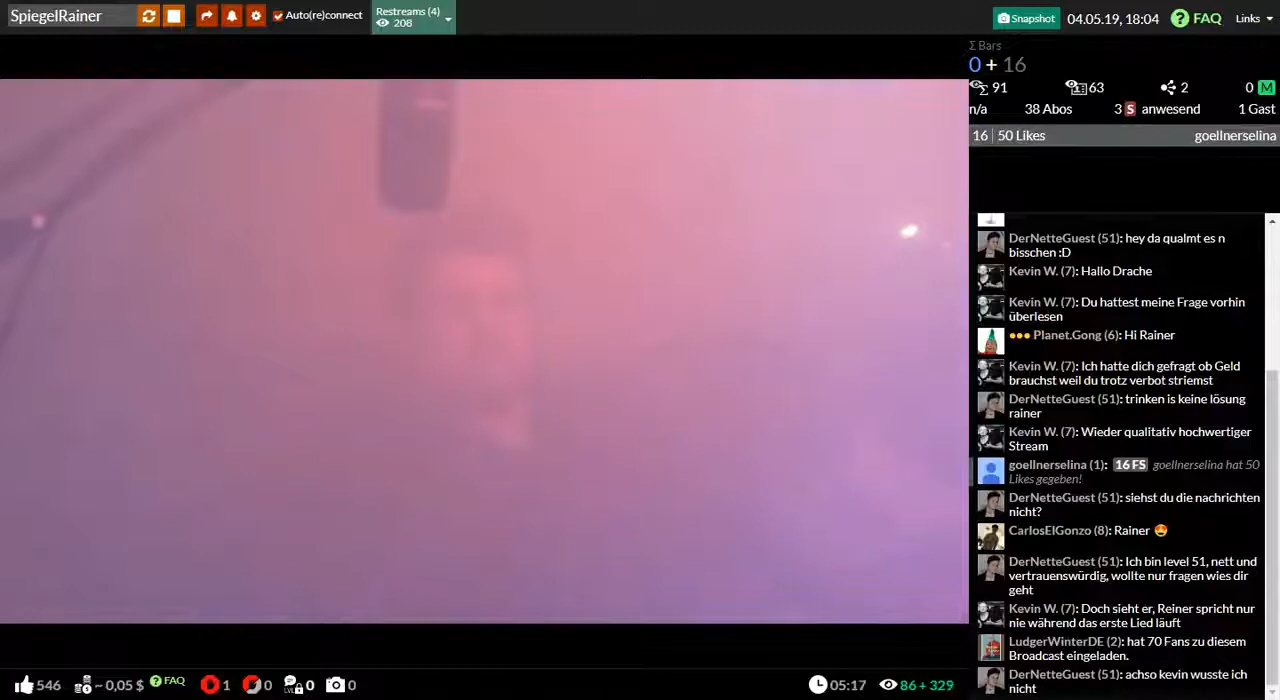 SpiegelRainer
Auto(re)connect
Restreams (4)
208
Snapshot
04.05.19, 18:04
? FAQ
Links
Σ Bars
0 + 16
Σ 91
63
2
0 M
n/a
38 Abos
3 S anwesend
1 Gast
16 | 50 Likes
goellnerselina
DerNetteGuest (51): hey da qualmt es n
bisschen :D
Kevin W. (7): Hallo Drache
Kevin W. (7): Du hattest meine Frage vorhin
überlesen
Planet.Gong (6): Hi Rainer
Kevin W. (7): Ich hatte dich gefragt ob Geld
brauchst weil du trotz verbot striemst
DerNetteGuest (51): trinken is keine lösung
rainer
Kevin W. (7): Wieder qualitativ hochwertiger
Stream
goellnerselina (1): 16 FS goellnerselina hat 50
Likes gegeben!
DerNetteGuest (51): siehst du die nachrichten
nicht?
CarlosElGonzo (8): Rainer 😍
DerNetteGuest (51): Ich bin level 51, nett und
vertrauenswürdig, wollte nur fragen wies dir
geht
Kevin W. (7): Doch sieht er, Reiner spricht nur
nie während das erste Lied läuft
LudgerWinterDE (2): hat 70 Fans zu diesem
Broadcast eingeladen.
DerNetteGuest (51): achso kevin wusste ich
nicht
546
~ 0,05 $
? FAQ
1
0
LVL
0
0
05:17
86 + 329